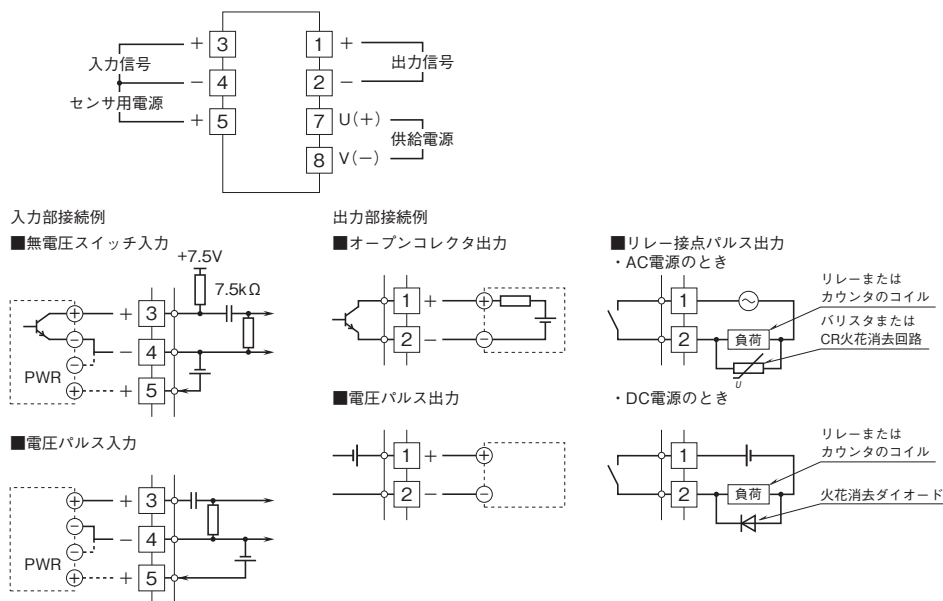 + 3
入力信号
− 4
センサ用電源
+ 5
1 +
出力信号
2 −
7 U(+)
供給電源
8 V(−)
入力部接続例
■無電圧スイッチ入力
+7.5V
7.5kΩ
+ + 3
− − 4
−
PWR
+ + 5
■電圧パルス入力
+ + 3
− − 4
−
PWR
+ + 5
出力部接続例
■オープンコレクタ出力
1 + +
2 − −
■電圧パルス出力
1 + +
2 − −
■リレー接点パルス出力
・AC電源のとき
1
2
負荷
U
リレーまたは
カウンタのコイル
バリスタまたは
CR火花消去回路
・DC電源のとき
1
2
負荷
リレーまたは
カウンタのコイル
火花消去ダイオード